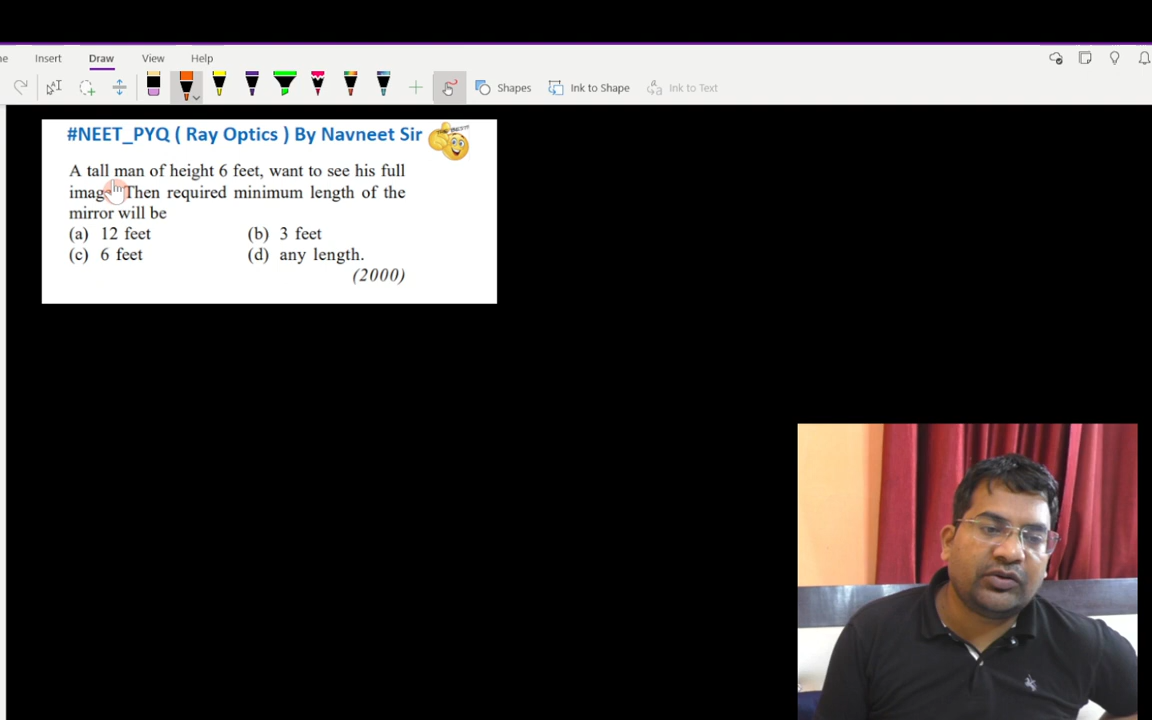 Insert Draw View Help
Shapes Ink to Shape Ink to Text
#NEET_PYQ ( Ray Optics ) By Navneet Sir
A tall man of height 6 feet, want to see his full
Then required minimum length of the
mirror will be
(a) 12 feet (b) 3 feet
(c) 6 feet (d) any length.
(2000)